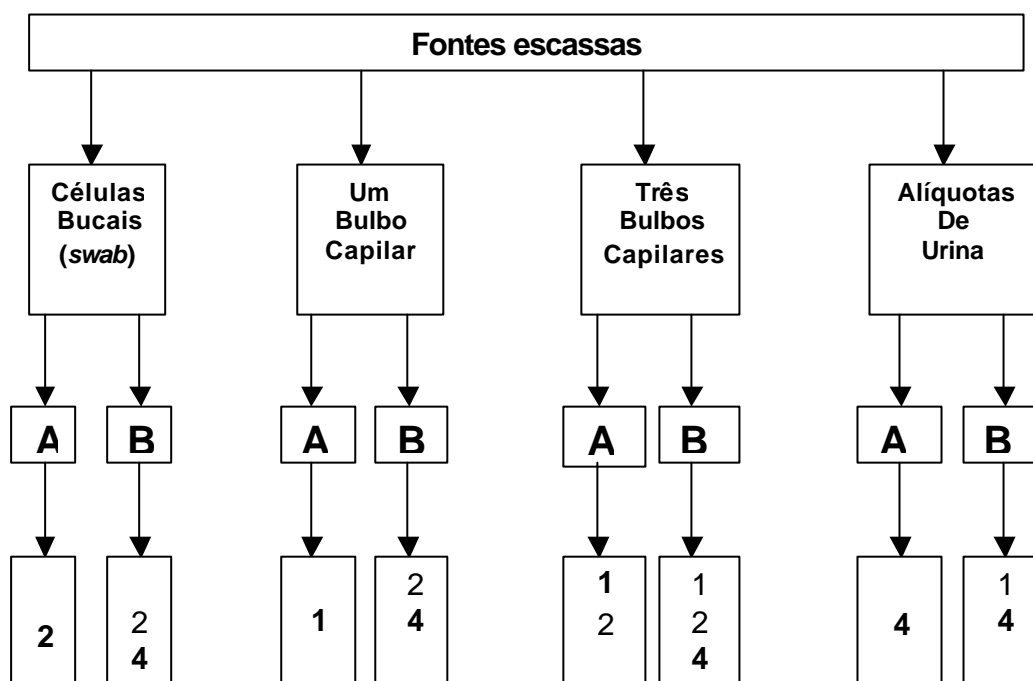 Fontes escassas
Células
Bucais
(swab)
Um
Bulbo
Capilar
Três
Bulbos
Capilares
Alíquotas
De
Urina
A
B
A
B
A
B
A
B
2
2
4
1
2
4
1
2
1
2
4
4
1
4